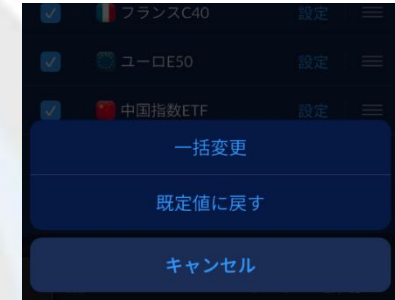 フランスC40 設定
ユーロE50 設定
中国指数ETF 設定
一括変更
既定値に戻す
キャンセル